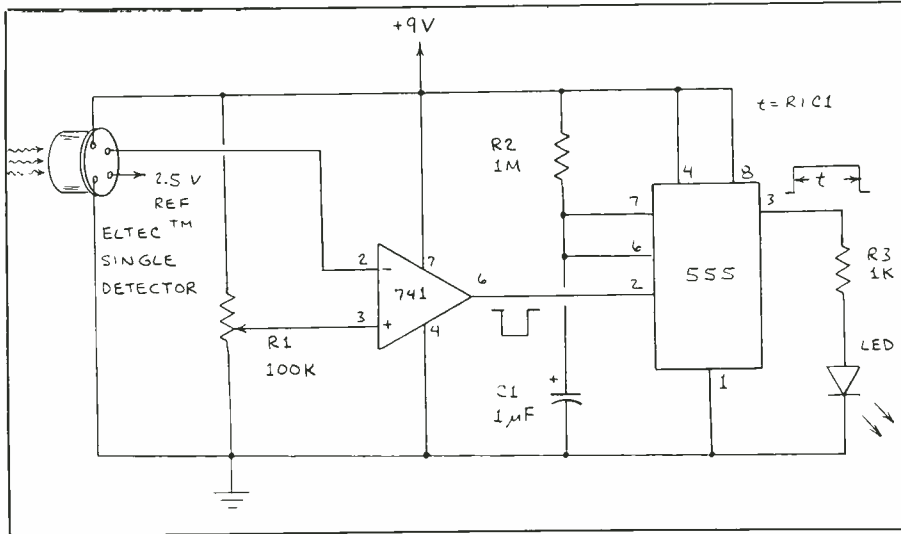 +9V
t = R1C1
R2
1M
2.5 V
REF
ELTEC™
SINGLE
DETECTOR
4
8
3
t
7
6
2
555
R3
1K
2
7
741
6
3
4
R1
100K
C1
+
1µF
1
LED
-
+